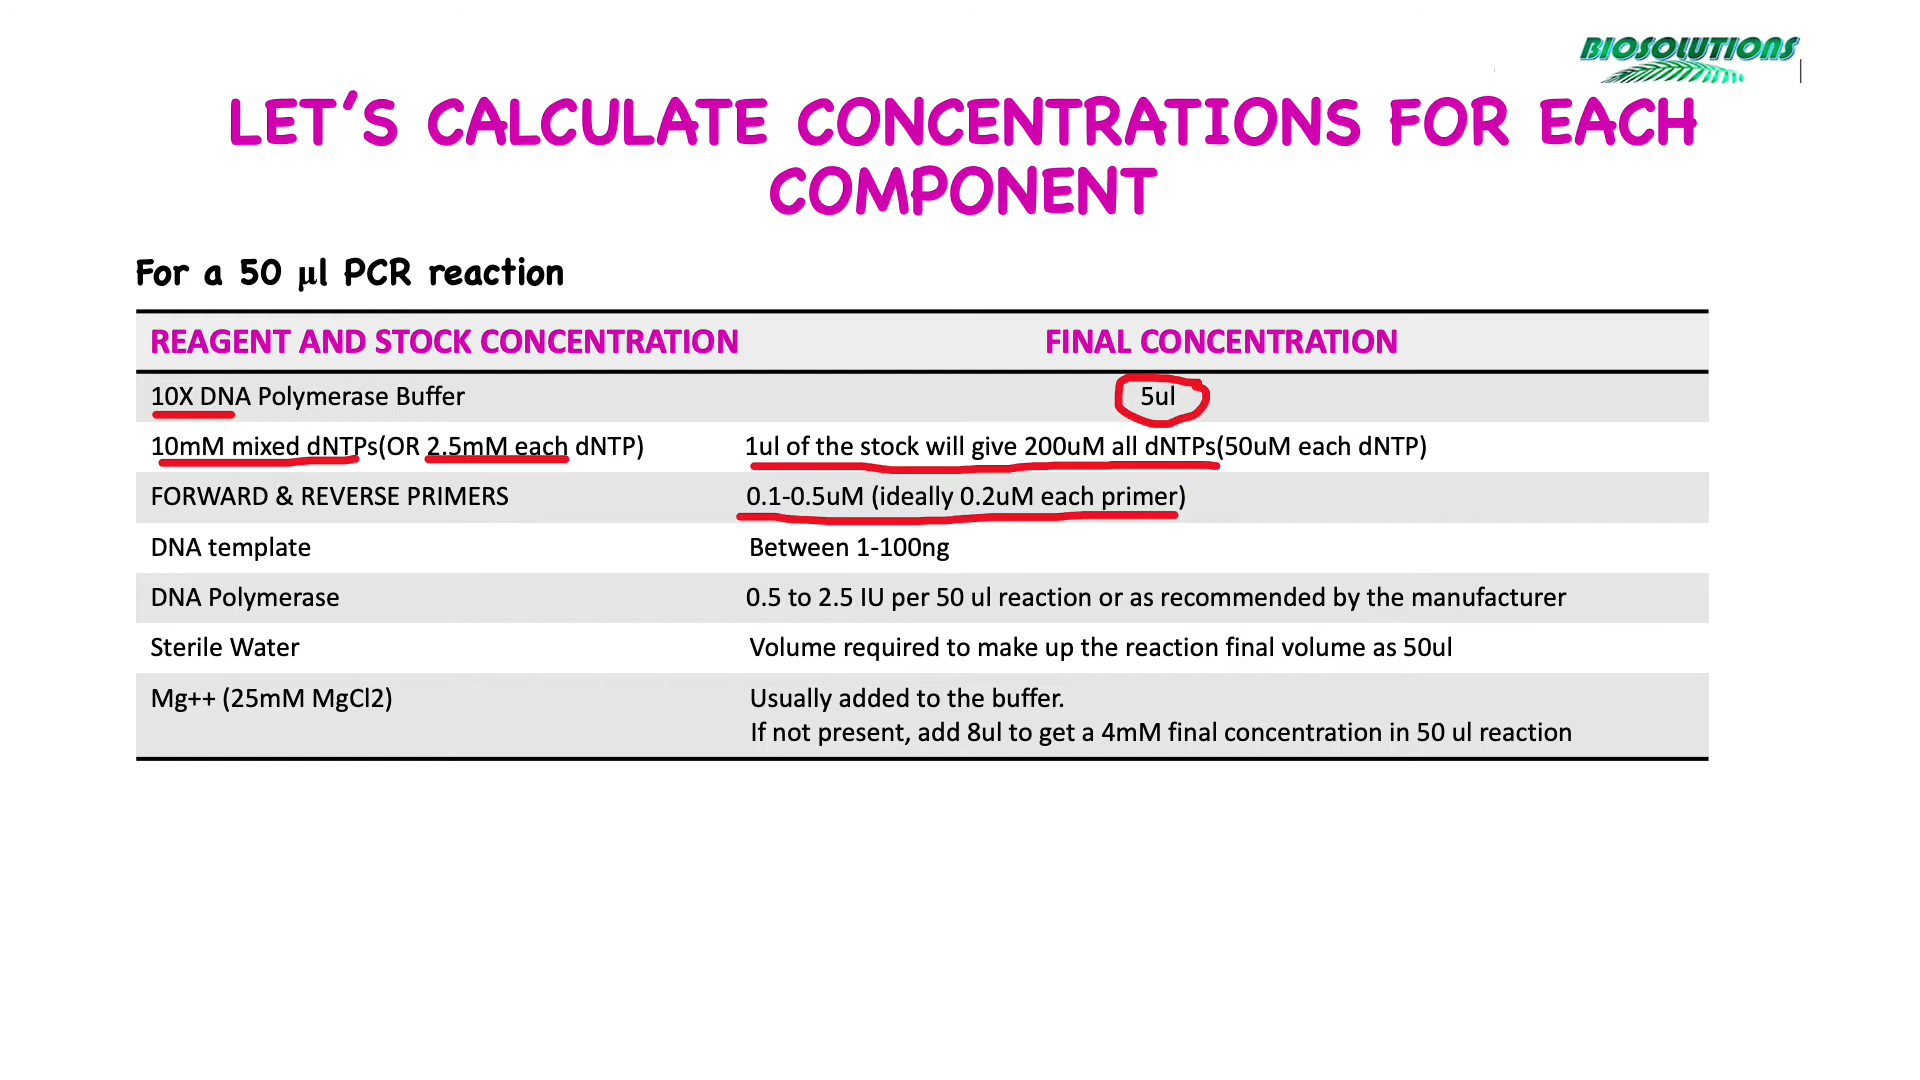 BIOSOLUTIONS
LET'S CALCULATE CONCENTRATIONS FOR EACH
COMPONENT
For a 50 µl PCR reaction
REAGENT AND STOCK CONCENTRATION FINAL CONCENTRATION
10X DNA Polymerase Buffer 5ul
10mM mixed dNTPs(OR 2.5mM each dNTP) 1ul of the stock will give 200uM all dNTPs(50uM each dNTP)
FORWARD & REVERSE PRIMERS 0.1-0.5uM (ideally 0.2uM each primer)
DNA template Between 1-100ng
DNA Polymerase 0.5 to 2.5 IU per 50 ul reaction or as recommended by the manufacturer
Sterile Water Volume required to make up the reaction final volume as 50ul
Mg++ (25mM MgCl2) Usually added to the buffer.
If not present, add 8ul to get a 4mM final concentration in 50 ul reaction